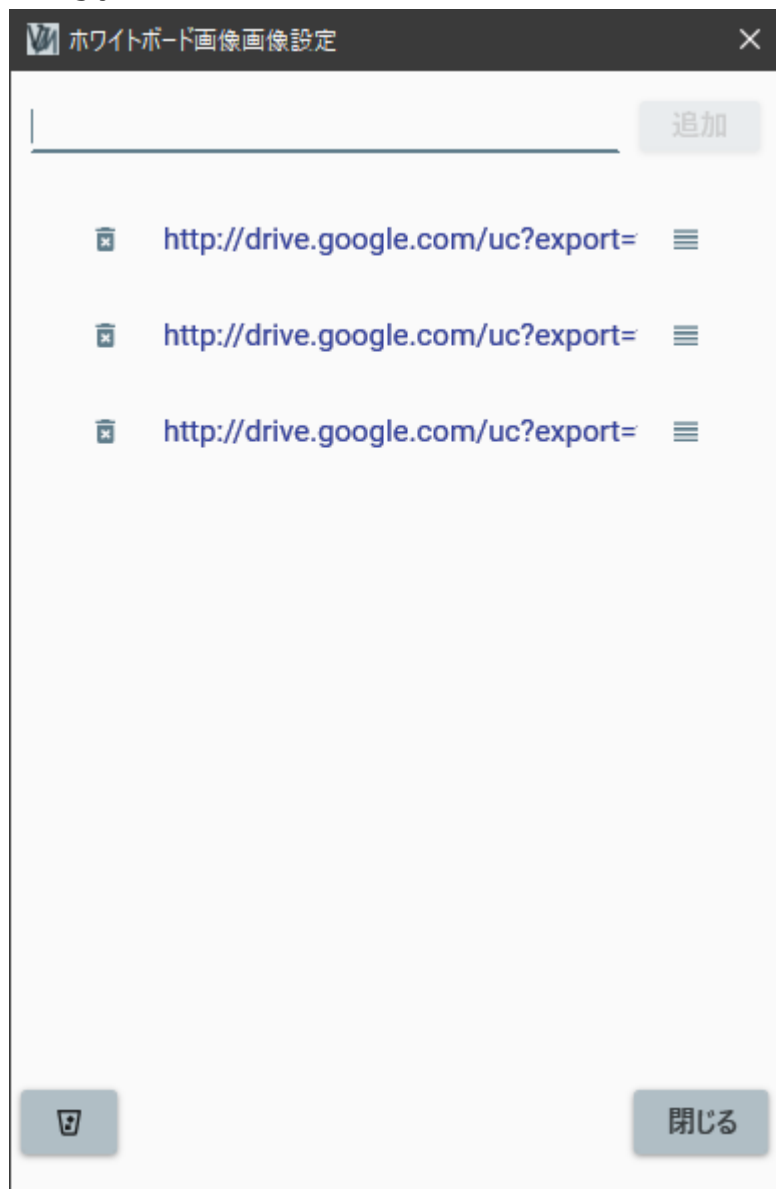 ホワイトボード画像画像設定
追加
http://drive.google.com/uc?export=
http://drive.google.com/uc?export=
http://drive.google.com/uc?export=
閉じる